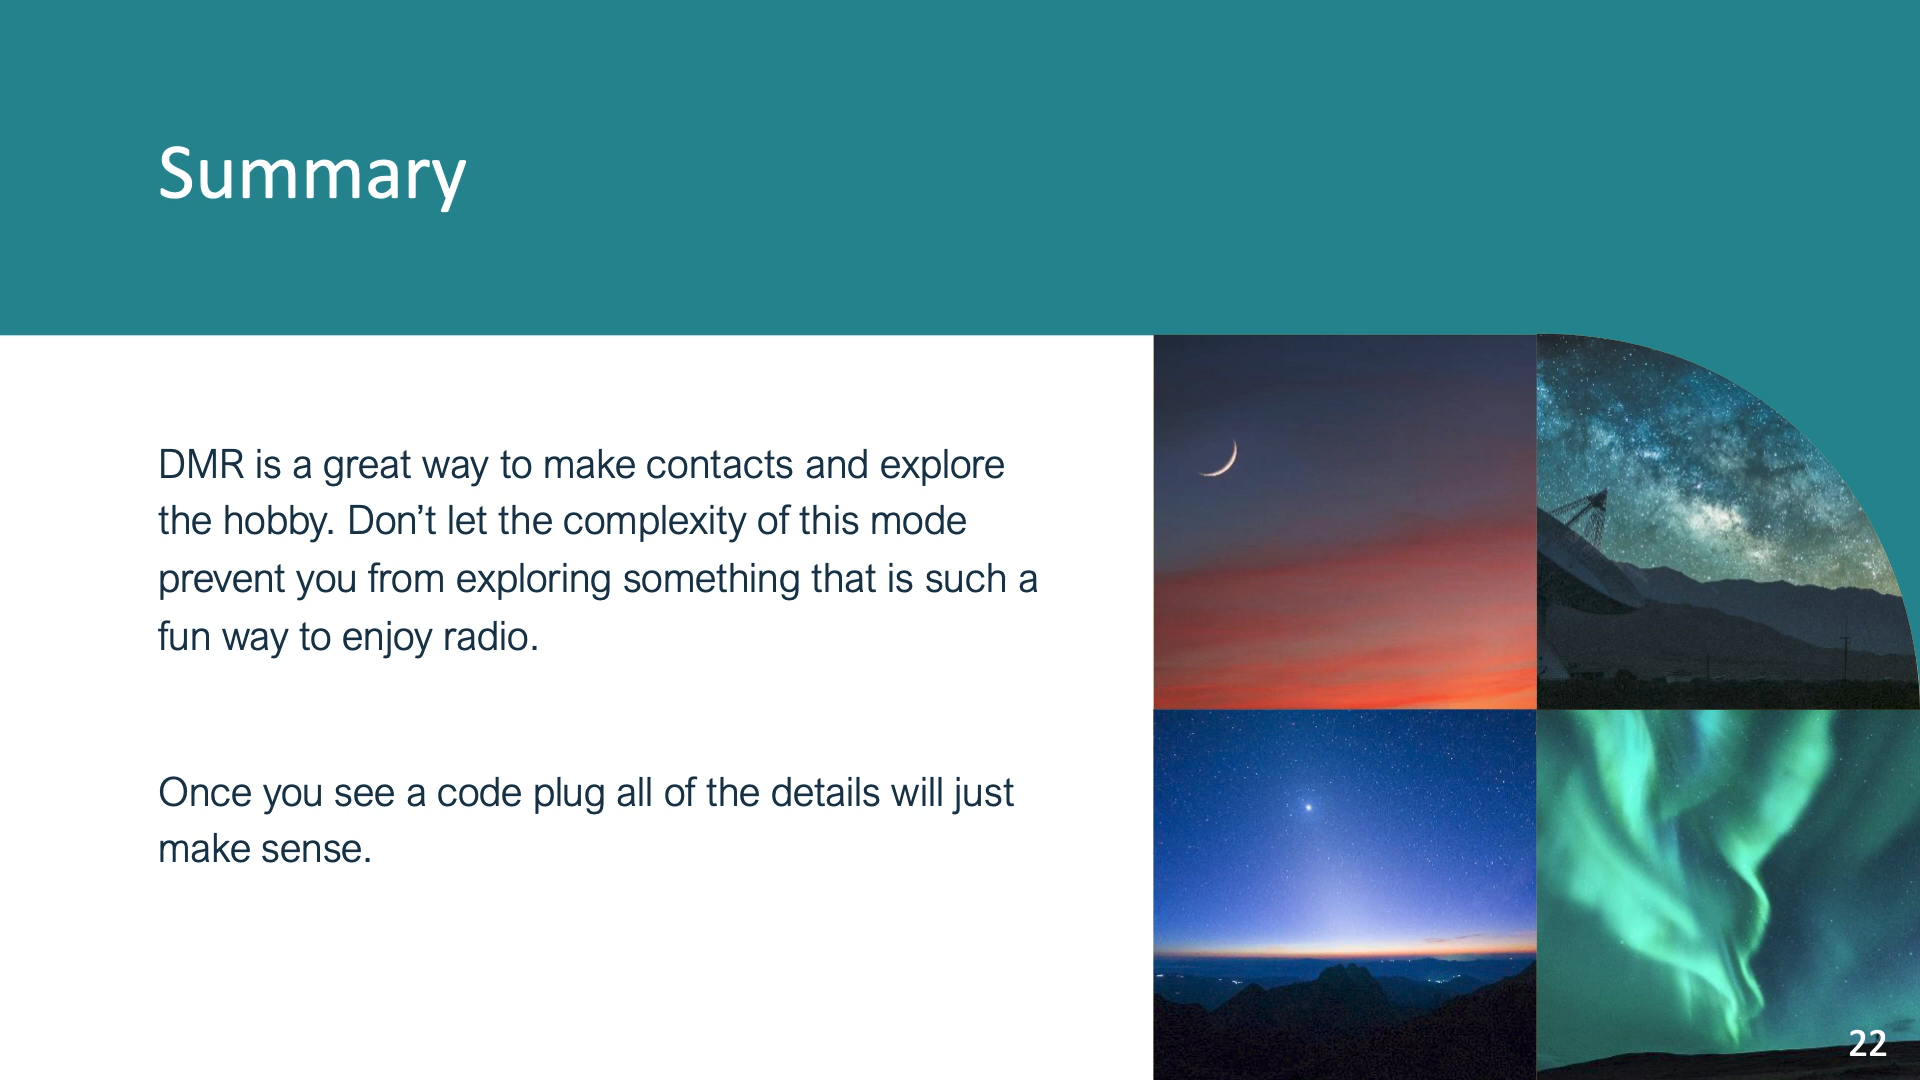 Summary
DMR is a great way to make contacts and explore
the hobby. Don’t let the complexity of this mode
prevent you from exploring something that is such a
fun way to enjoy radio.
Once you see a code plug all of the details will just
make sense.
22